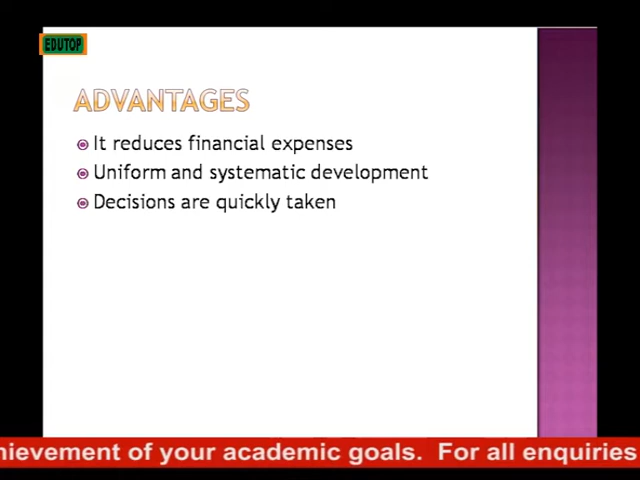 EDUTOP
ADVANTAGES
It reduces financial expenses
Uniform and systematic development
Decisions are quickly taken
hievement of your academic goals. For all enquiries